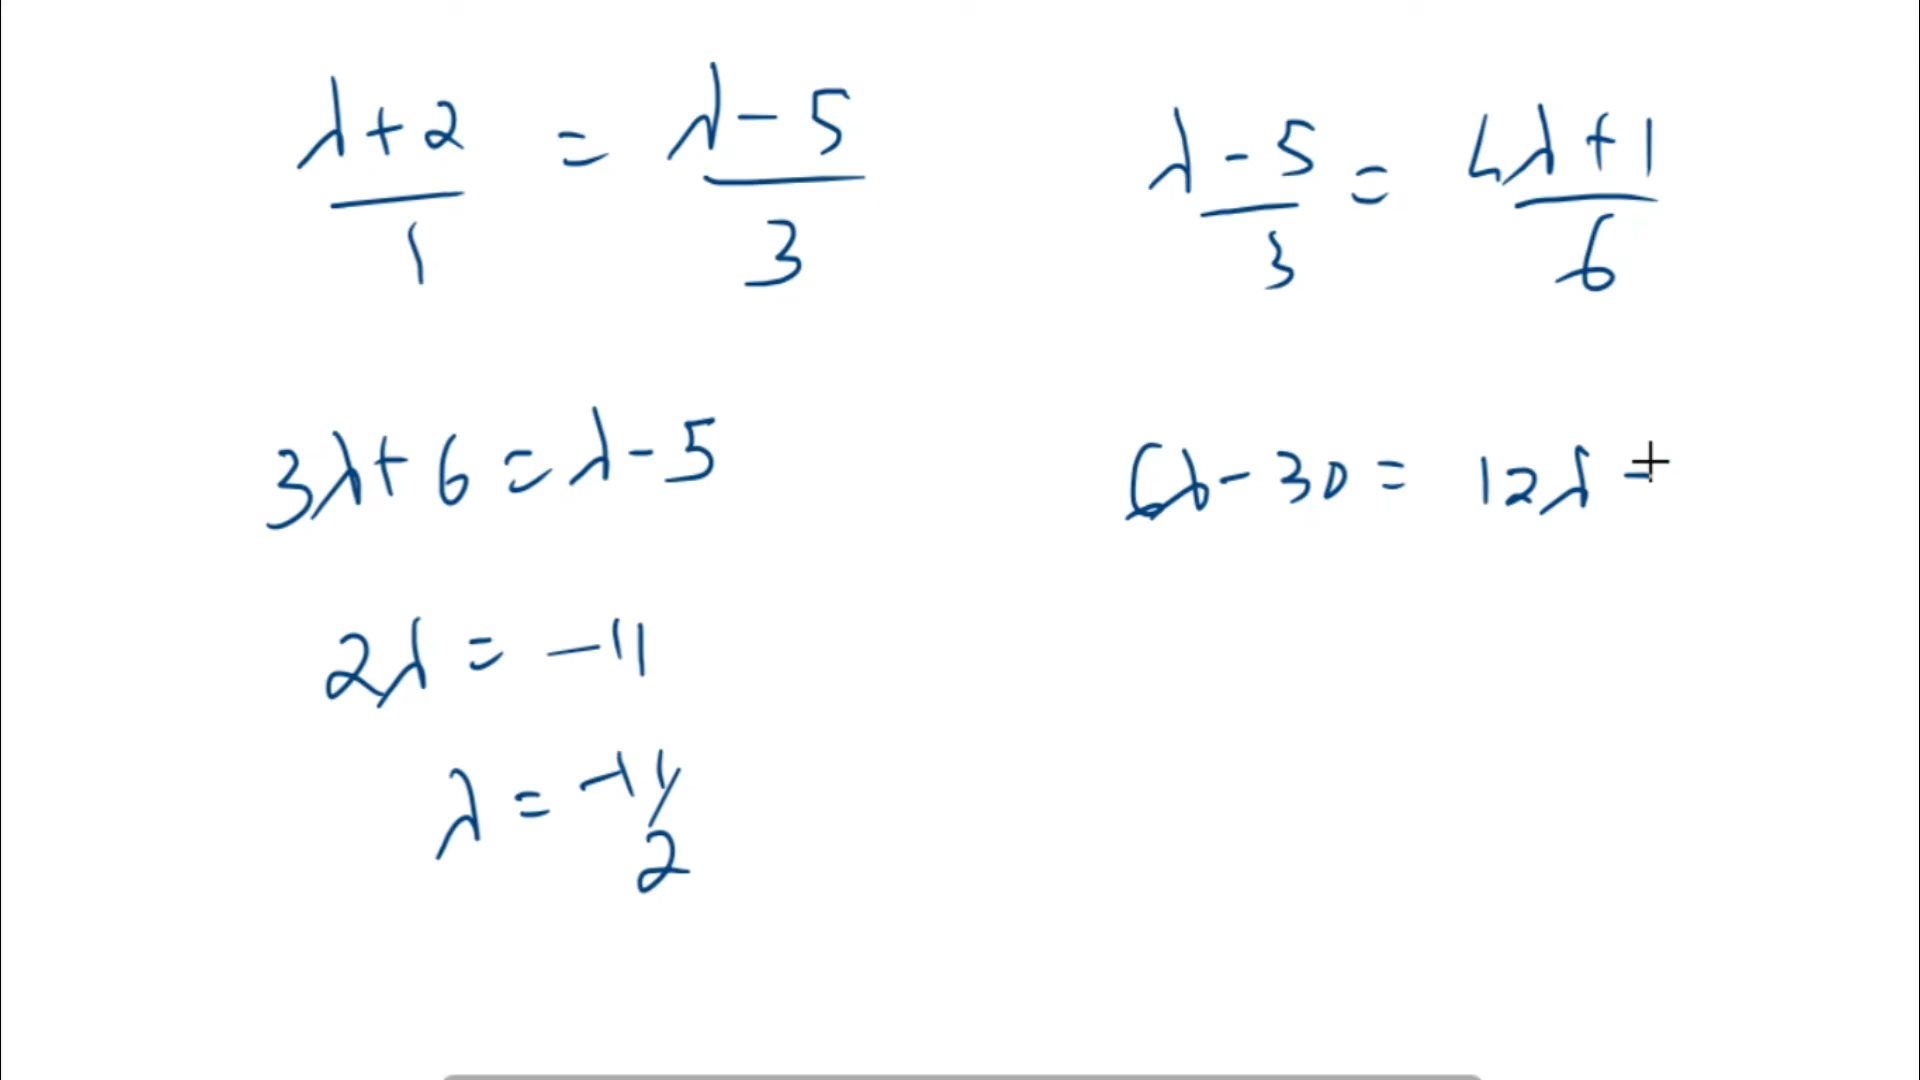 λ+2/1 = λ-5/3
3λ+6=λ-5
2λ = -11
λ = -11/2
λ-5/3 = 4λ+1/6
6λ-30= 12λ